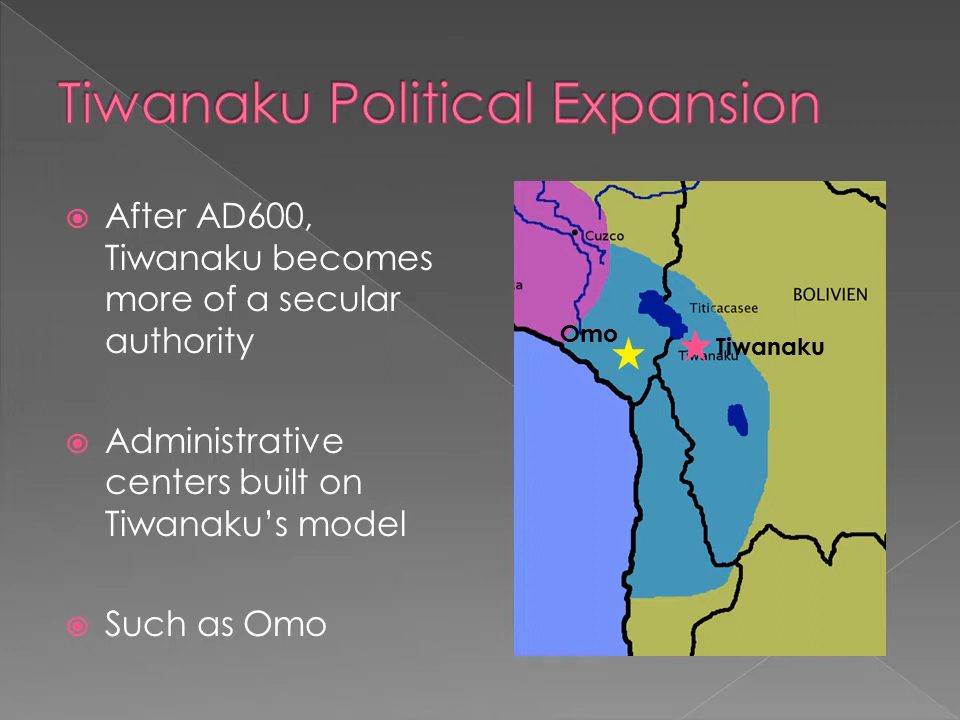 Tiwanaku Political Expansion
After AD600,
Tiwanaku becomes
more of a secular
authority
Administrative
centers built on
Tiwanaku's model
Such as Omo
Cuzco
ca
BOLIVIEN
Titicacasee
Omo
Tiwanaku
Tiwanaku